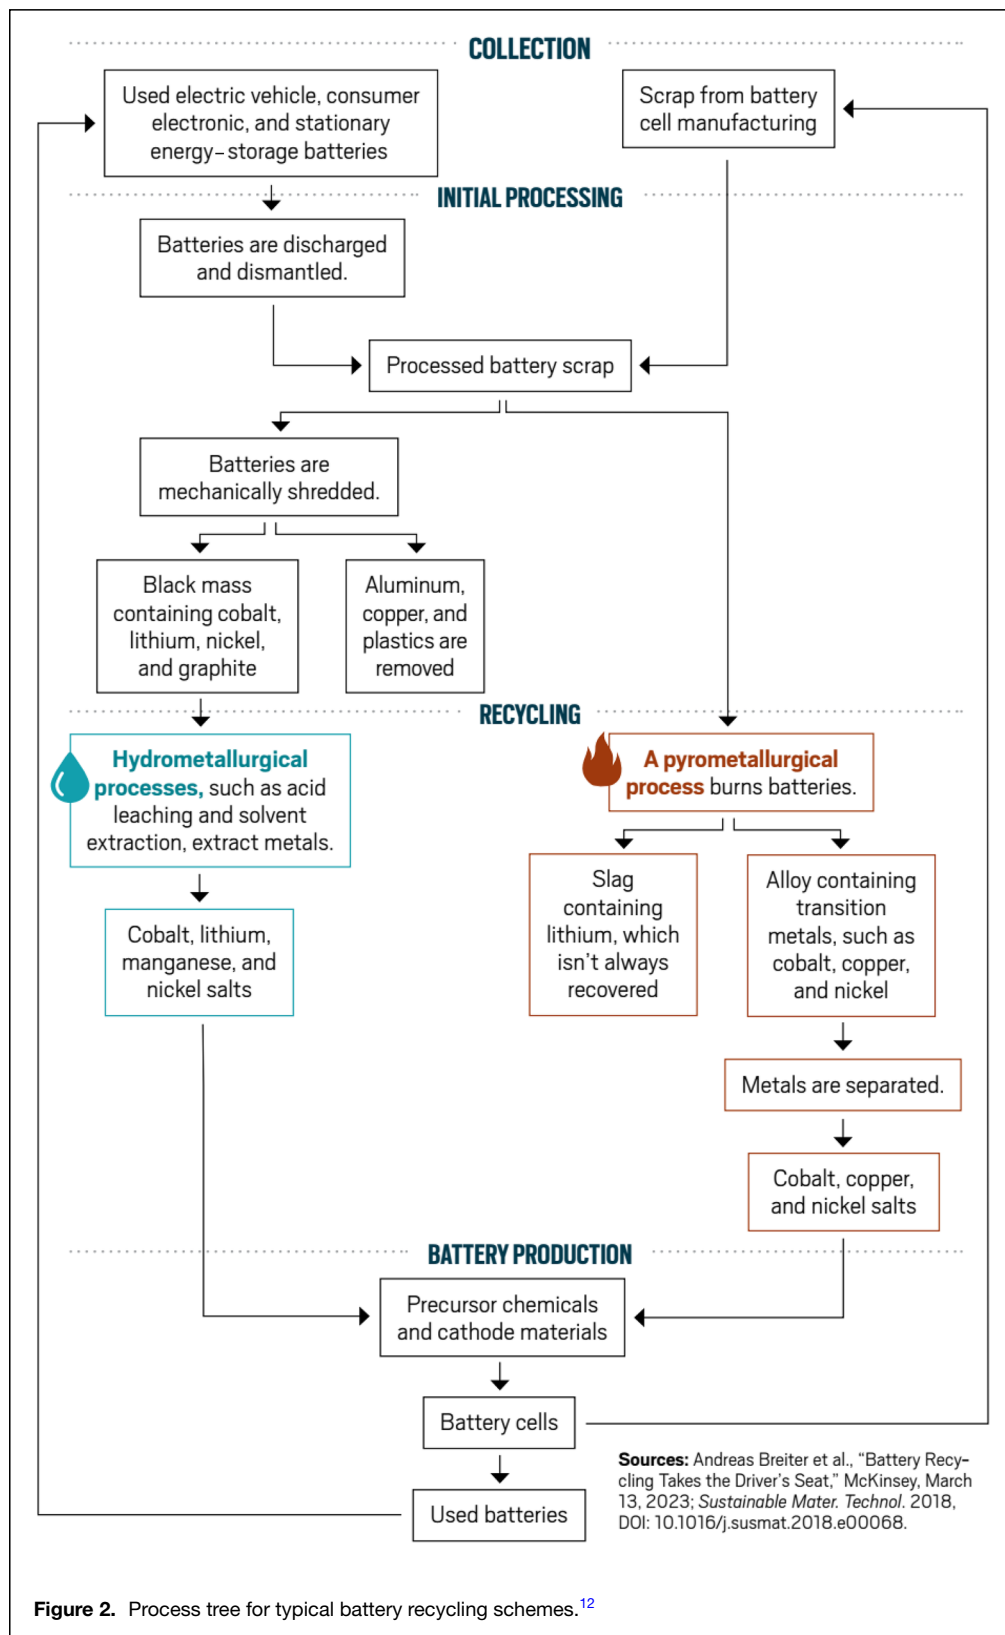 COLLECTION
Used electric vehicle, consumer
electronic, and stationary
energy–storage batteries
Scrap from battery
cell manufacturing
INITIAL PROCESSING
Batteries are discharged
and dismantled.
Processed battery scrap
Batteries are
mechanically shredded.
Black mass
containing cobalt,
lithium, nickel,
and graphite
Aluminum,
copper, and
plastics are
removed
RECYCLING
Hydrometallurgical
processes, such as acid
leaching and solvent
extraction, extract metals.
A pyrometallurgical
process burns batteries.
Cobalt, lithium,
manganese, and
nickel salts
Slag
containing
lithium, which
isn't always
recovered
Alloy containing
transition
metals, such as
cobalt, copper,
and nickel
Metals are separated.
Cobalt, copper,
and nickel salts
BATTERY PRODUCTION
Precursor chemicals
and cathode materials
Battery cells
Used batteries
Sources: Andreas Breiter et al., “Battery Recy–
cling Takes the Driver’s Seat,” McKinsey, March
13, 2023; Sustainable Mater. Technol. 2018,
DOI: 10.1016/j.susmat.2018.e00068.
Figure 2. Process tree for typical battery recycling schemes.12